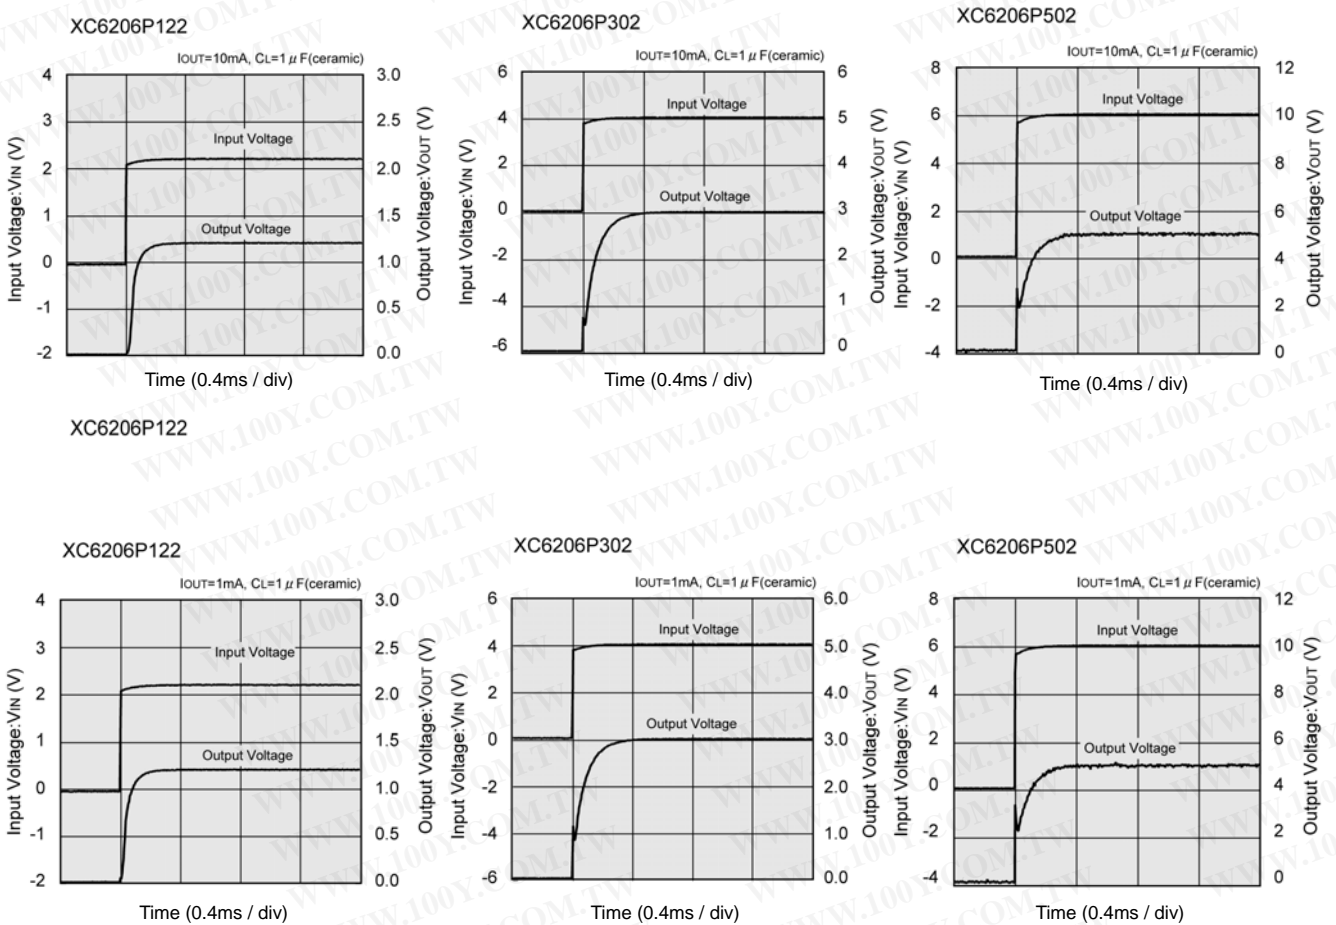 XC6206P122
IOUT=10mA, CL=1μF(ceramic)
4
3
2
1
0
-1
-2
3.0
2.5
2.0
1.5
1.0
0.5
0.0
Input Voltage:VIN (V)
Output Voltage:VOUT (V)
Input Voltage
Output Voltage
Time (0.4ms / div)
XC6206P302
IOUT=10mA, CL=1μF(ceramic)
6
4
2
0
-2
-4
-6
6
5
4
3
2
1
0
Input Voltage:VIN (V)
Output Voltage:VOUT (V)
Input Voltage
Output Voltage
Time (0.4ms / div)
XC6206P502
IOUT=10mA, CL=1μF(ceramic)
8
6
4
2
0
-2
-4
12
10
8
6
4
2
0
Input Voltage:VIN (V)
Output Voltage:VOUT (V)
Input Voltage
Output Voltage
Time (0.4ms / div)
XC6206P122
XC6206P122
IOUT=1mA, CL=1μF(ceramic)
4
3
2
1
0
-1
-2
3.0
2.5
2.0
1.5
1.0
0.5
0.0
Input Voltage:VIN (V)
Output Voltage:VOUT (V)
Input Voltage
Output Voltage
Time (0.4ms / div)
XC6206P302
IOUT=1mA, CL=1μF(ceramic)
6
4
2
0
-2
-4
-6
6.0
5.0
4.0
3.0
2.0
1.0
0.0
Input Voltage:VIN (V)
Output Voltage:VOUT (V)
Input Voltage
Output Voltage
Time (0.4ms / div)
XC6206P502
IOUT=1mA, CL=1μF(ceramic)
8
6
4
2
0
-2
-4
12
10
8
6
4
2
0
Input Voltage:VIN (V)
Output Voltage:VOUT (V)
Input Voltage
Output Voltage
Time (0.4ms / div)
WWW.100Y.COM.TW